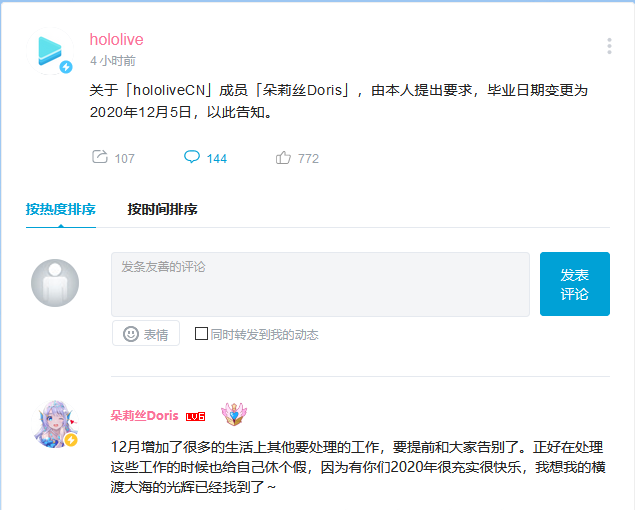 hololive
4 小时前
关于「hololiveCN」成员「朵莉丝Doris」，由本人提出要求，毕业日期变更为
2020年12月5日，以此告知。
107 144 772
按热度排序 按时间排序
发条友善的评论
发表
评论
表情 同时转发到我的动态
朵莉丝Doris LV6
12月增加了很多的生活上其他要处理的工作，要提前和大家告别了。正好在处理
这些工作的时候也给自己休个假，因为有你们2020年很充实很快乐，我想我的横
渡大海的光辉已经找到了～